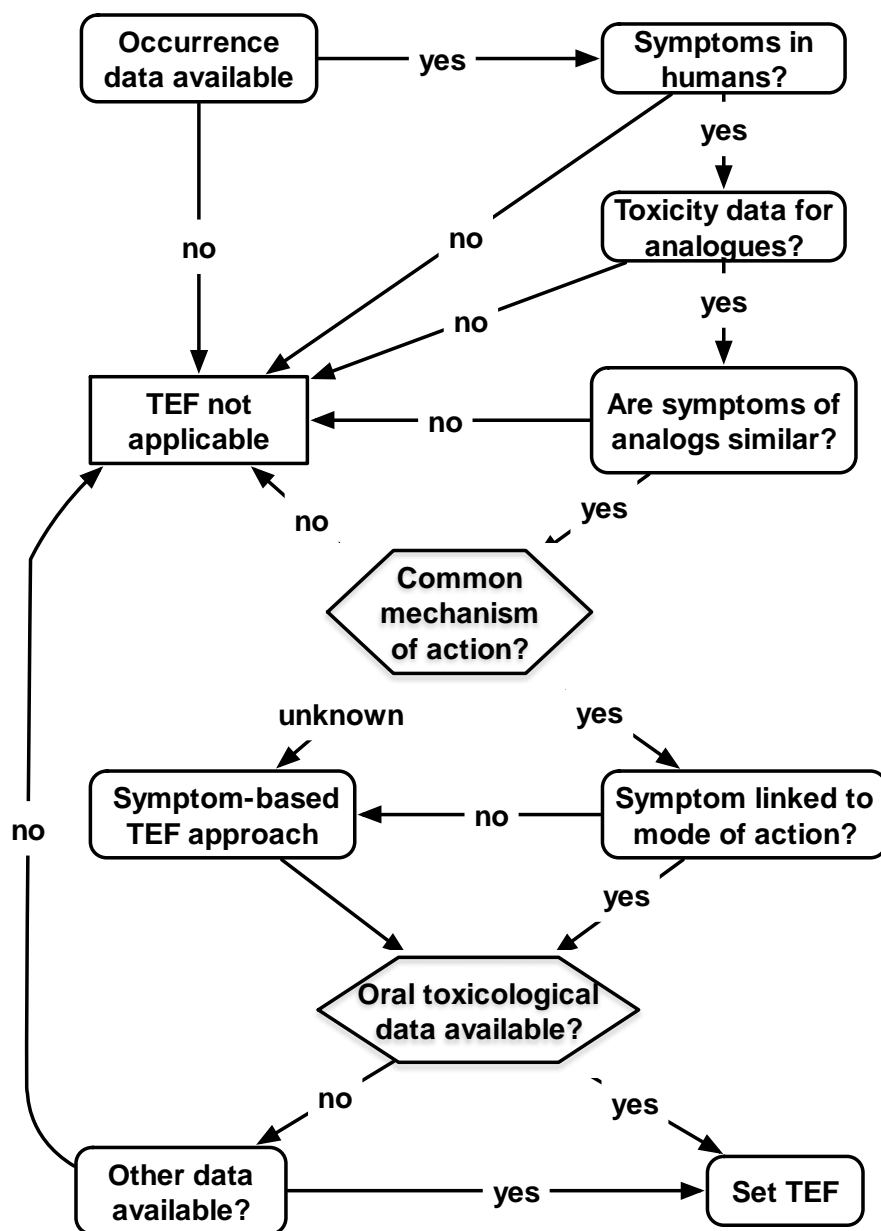 Occurrence
data available
yes
Symptoms in
humans?
yes
no
no
Toxicity data for
analogues?
yes
no
TEF not
applicable
no
Are symptoms of
analogs similar?
no
yes
Common
mechanism
of action?
unknown
yes
Symptom-based
TEF approach
no
Symptom linked to
mode of action?
no
yes
Oral toxicological
data available?
no
yes
Other data
available?
yes
Set TEF